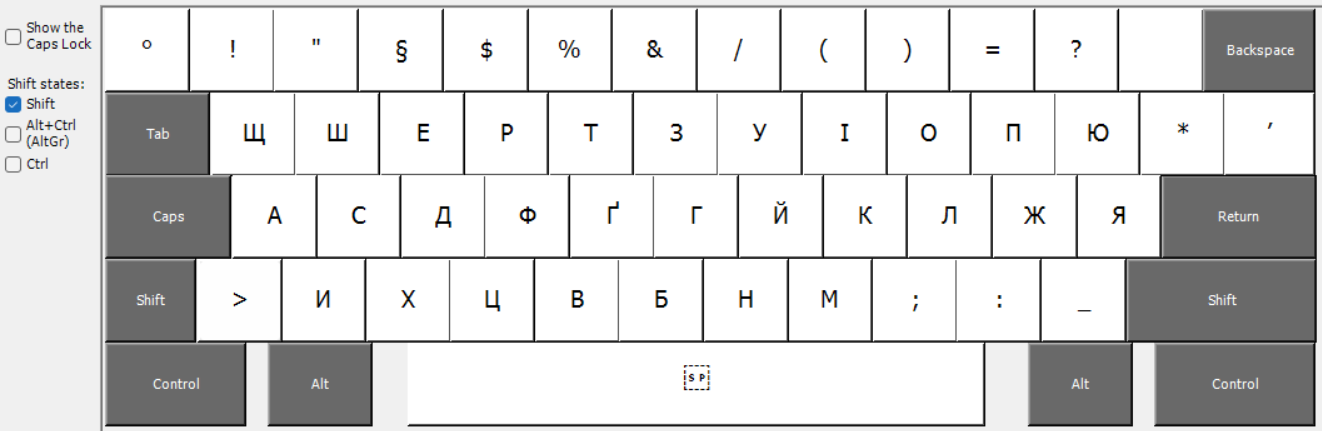 Show the
Caps Lock
Shift states:
Shift
Alt+Ctrl
(AltGr)
Ctrl
° ! " § $ % & / ( ) = ? Backspace
Tab Щ Ш Е Р Т З У І О П Ю * ′
Caps А С Д Ф Ґ Г Й К Л Ж Я Return
Shift > И Х Ц В Б Н М ; : _ Shift
Control Alt SP Alt Control